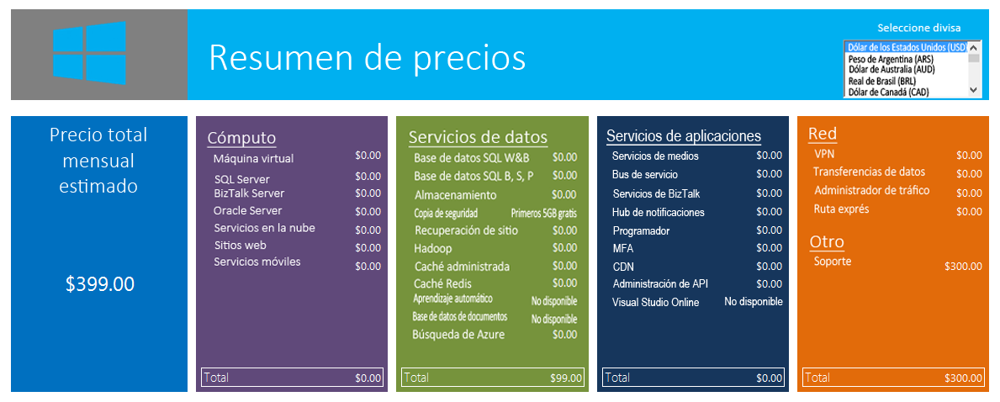 Resumen de precios
Seleccione divisa
Dólar de los Estados Unidos (USD)
Peso de Argentina (ARS)
Dólar de Australia (AUD)
Real de Brasil (BRL)
Dólar de Canadá (CAD)
Precio total
mensual
estimado
$399.00
Cómputo
Máquina virtual $0.00
SQL Server $0.00
BizTalk Server $0.00
Oracle Server $0.00
Servicios en la nube $0.00
Sitios web $0.00
Servicios móviles $0.00
Total $0.00
Servicios de datos
Base de datos SQL W&B $0.00
Base de datos SQL B, S, P $0.00
Almacenamiento $0.00
Copia de seguridad Primeros 5GB gratis
Recuperación de sitio $0.00
Hadoop $0.00
Caché administrada $0.00
Caché Redis $0.00
Aprendizaje automático No disponible
Base de datos de documentos No disponible
Búsqueda de Azure $0.00
Total $99.00
Servicios de aplicaciones
Servicios de medios $0.00
Bus de servicio $0.00
Servicios de BizTalk $0.00
Hub de notificaciones $0.00
Programador $0.00
MFA $0.00
CDN $0.00
Administración de API $0.00
Visual Studio Online No disponible
Total $0.00
Red
VPN $0.00
Transferencias de datos $0.00
Administrador de tráfico $0.00
Ruta exprés $0.00
Otro
Soporte $300.00
Total $300.00